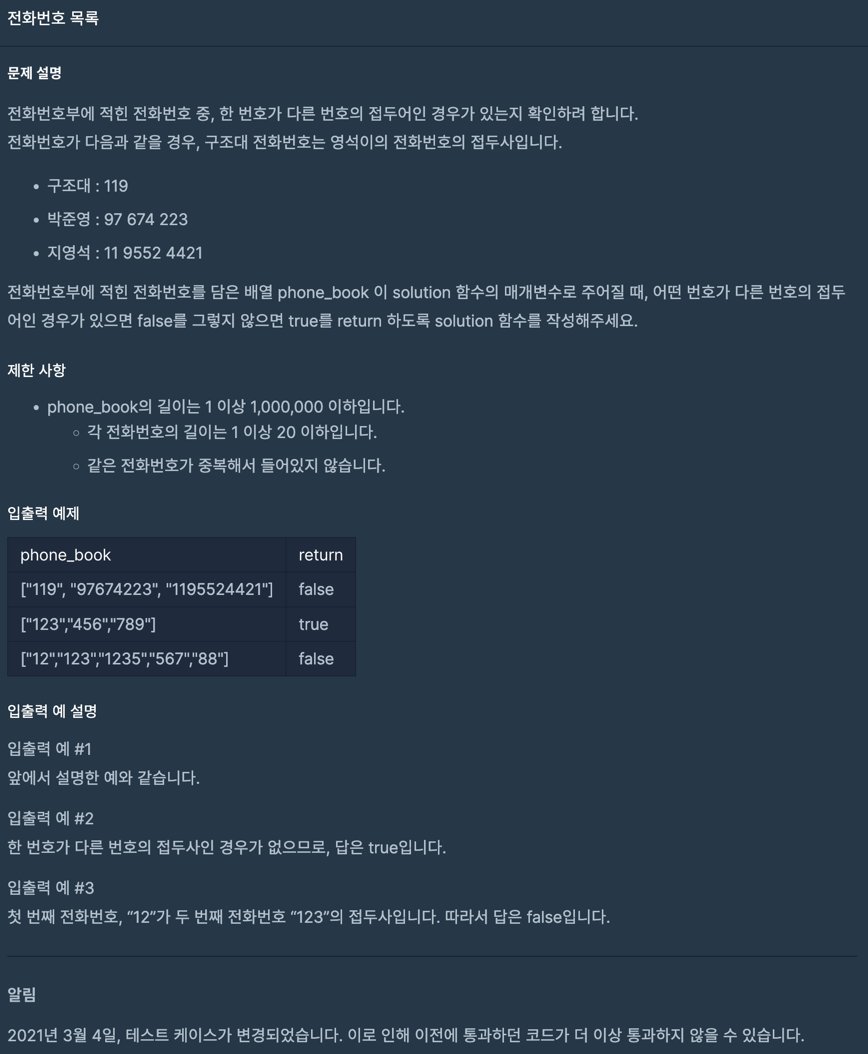 전화번호 목록
문제 설명
전화번호부에 적힌 전화번호 중, 한 번호가 다른 번호의 접두어인 경우가 있는지 확인하려 합니다.
전화번호가 다음과 같을 경우, 구조대 전화번호는 영석이의 전화번호의 접두사입니다.
• 구조대 : 119
• 박준영 : 97 674 223
• 지영석 : 11 9552 4421
전화번호부에 적힌 전화번호를 담은 배열 phone_book 이 solution 함수의 매개변수로 주어질 때, 어떤 번호가 다른 번호의 접두
어인 경우가 있으면 false를 그렇지 않으면 true를 return 하도록 solution 함수를 작성해주세요.
제한 사항
• phone_book의 길이는 1 이상 1,000,000 이하입니다.
◦ 각 전화번호의 길이는 1 이상 20 이하입니다.
◦ 같은 전화번호가 중복해서 들어있지 않습니다.
입출력 예제
phone_book return
["119", "97674223", "1195524421"] false
["123","456","789"] true
["12","123","1235","567","88"] false
입출력 예 설명
입출력 예 #1
앞에서 설명한 예와 같습니다.
입출력 예 #2
한 번호가 다른 번호의 접두사인 경우가 없으므로, 답은 true입니다.
입출력 예 #3
첫 번째 전화번호, “12”가 두 번째 전화번호 “123”의 접두사입니다. 따라서 답은 false입니다.
알림
2021년 3월 4일, 테스트 케이스가 변경되었습니다. 이로 인해 이전에 통과하던 코드가 더 이상 통과하지 않을 수 있습니다.